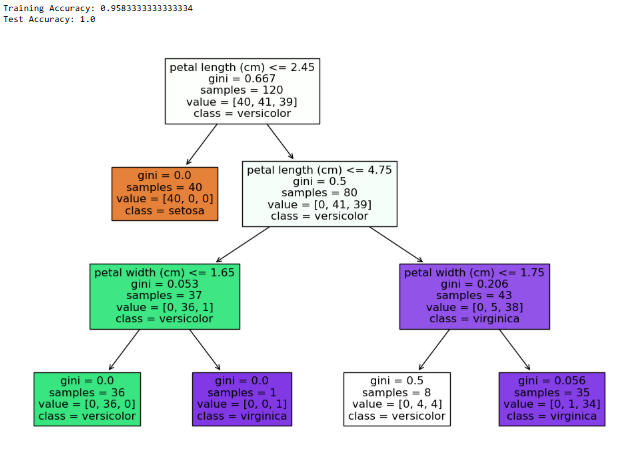 Training Accuracy: 0.9583333333333334
Test Accuracy: 1.0
petal length (cm) <= 2.45
gini = 0.667
samples = 120
value = [40, 41, 39]
class = versicolor
gini = 0.0
samples = 40
value = [40, 0, 0]
class = setosa
petal length (cm) <= 4.75
gini = 0.5
samples = 80
value = [0, 41, 39]
class = versicolor
petal width (cm) <= 1.65
gini = 0.053
samples = 37
value = [0, 36, 1]
class = versicolor
petal width (cm) <= 1.75
gini = 0.206
samples = 43
value = [0, 5, 38]
class = virginica
gini = 0.0
samples = 36
value = [0, 36, 0]
class = versicolor
gini = 0.0
samples = 1
value = [0, 0, 1]
class = virginica
gini = 0.5
samples = 8
value = [0, 4, 4]
class = versicolor
gini = 0.056
samples = 35
value = [0, 1, 34]
class = virginica